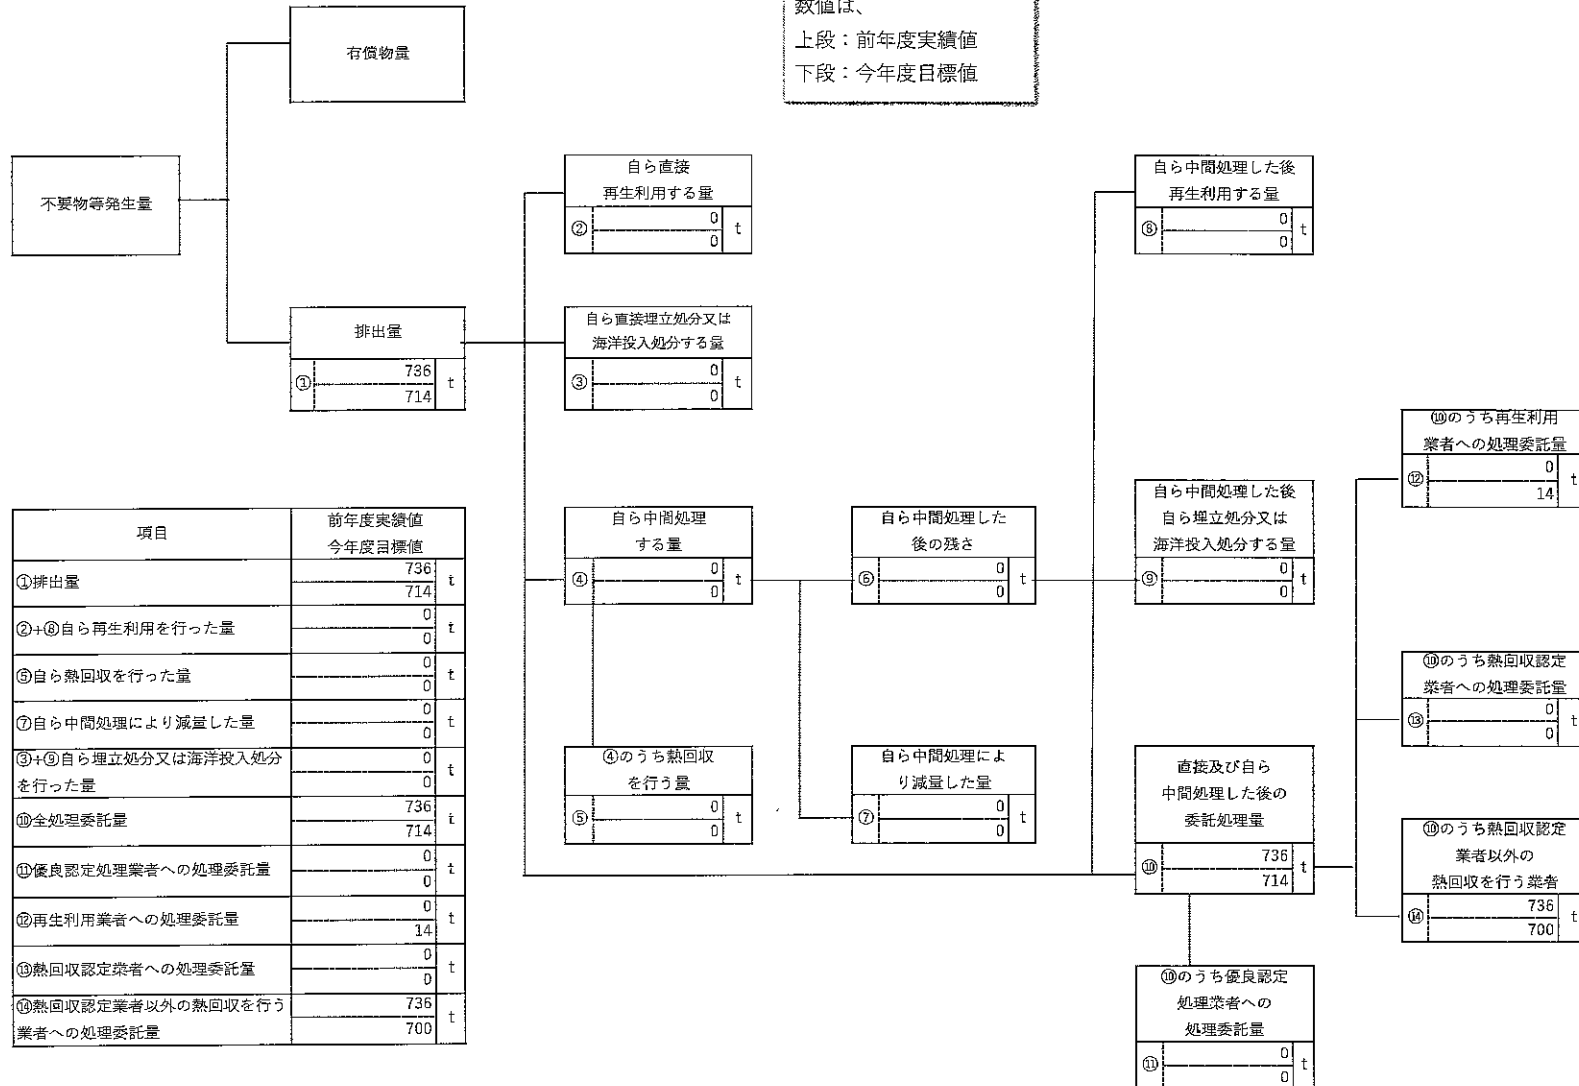 数値は、
上段：前年度実績値
下段：今年度目標値
有償物量
不要物等発生量
排出量
① 736 t
714
自ら直接
再生利用する量
② 0 t
0
自ら直接埋立処分又は
海洋投入処分する量
③ 0 t
0
自ら中間処理
する量
④ 0 t
0
④のうち熱回収
を行う量
⑤ 0 t
0
自ら中間処理した
後の残さ
⑥ 0 t
0
自ら中間処理によ
り減量した量
⑦ 0 t
0
自ら中間処理した後
再生利用する量
⑧ 0 t
0
自ら中間処理した後
自ら埋立処分又は
海洋投入処分する量
⑨ 0 t
0
直接及び自ら
中間処理した後の
委託処理量
⑩ 736 t
714
⑩のうち優良認定
処理業者への
処理委託量
⑪ 0 t
0
⑩のうち再生利用
業者への処理委託量
⑫ 0 t
14
⑩のうち熱回収認定
業者への処理委託量
⑬ 0 t
0
⑩のうち熱回収認定
業者以外の
熱回収を行う業者
⑭ 736 t
700
項目 前年度実績値
今年度目標値
①排出量 736 t
714
②+⑧自ら再生利用を行った量 0 t
0
⑤自ら熱回収を行った量 0 t
0
⑦自ら中間処理により減量した量 0 t
0
③+⑨自ら埋立処分又は海洋投入処分 0 t
を行った量 0
⑩全処理委託量 736 t
714
⑪優良認定処理業者への処理委託量 0 t
0
⑫再生利用業者への処理委託量 0 t
14
⑬熱回収認定業者への処理委託量 0 t
0
⑭熱回収認定業者以外の熱回収を行う 736 t
業者への処理委託量 700